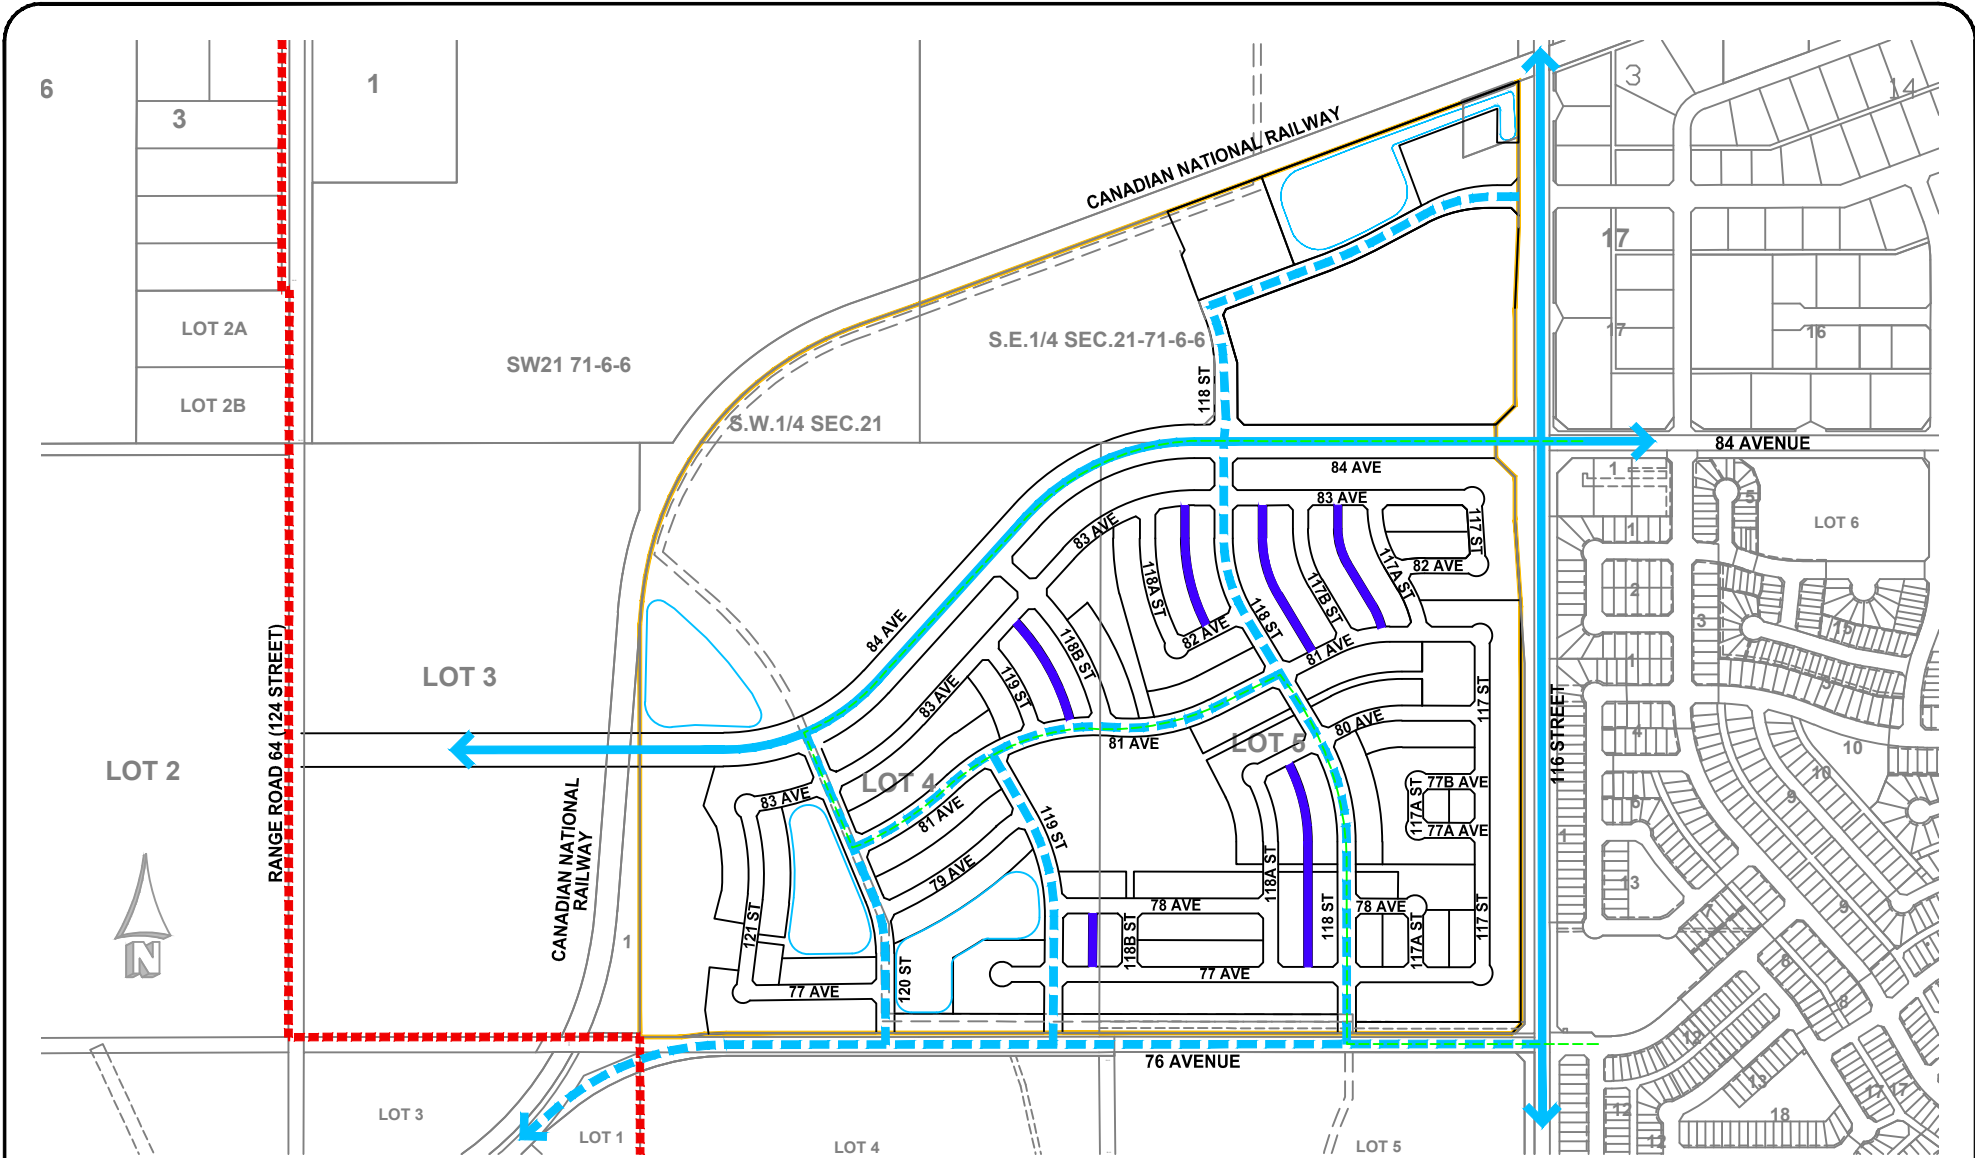 6
1
3
3
14
CANADIAN NATIONAL RAILWAY
17
LOT 2A
S.E.1/4 SEC.21-71-6-6
17
16
SW21 71-6-6
118 ST
LOT 2B
S.W.1/4 SEC.21
84 AVENUE
84 AVE
1
83 AVE
5
LOT 6
83 AVE
117 ST
1
82 AVE
117A ST
118A ST
117B ST
2
118 ST
84 AVE
82 AVE
3
15
118B ST
81 AVE
1
LOT 3
119 ST
83 AVE
3
117 ST
RANGE ROAD 64 (124 STREET)
80 AVE
116 STREET
4
81 AVE
LOT 5
10
LOT 2
10
LOT 4
77B AVE
83 AVE
9
117A ST
6
81 AVE
119 ST
77A AVE
1
CANADIAN NATIONAL
RAILWAY
79 AVE
118A ST
13
78 AVE
78 AVE
9
7
121 ST
118B ST
118 ST
117A ST
117 ST
1
N
77 AVE
8
120 ST
77 AVE
8
12
76 AVENUE
13
17
17
LOT 3
12
18
LOT 1
LOT 4
LOT 5
12